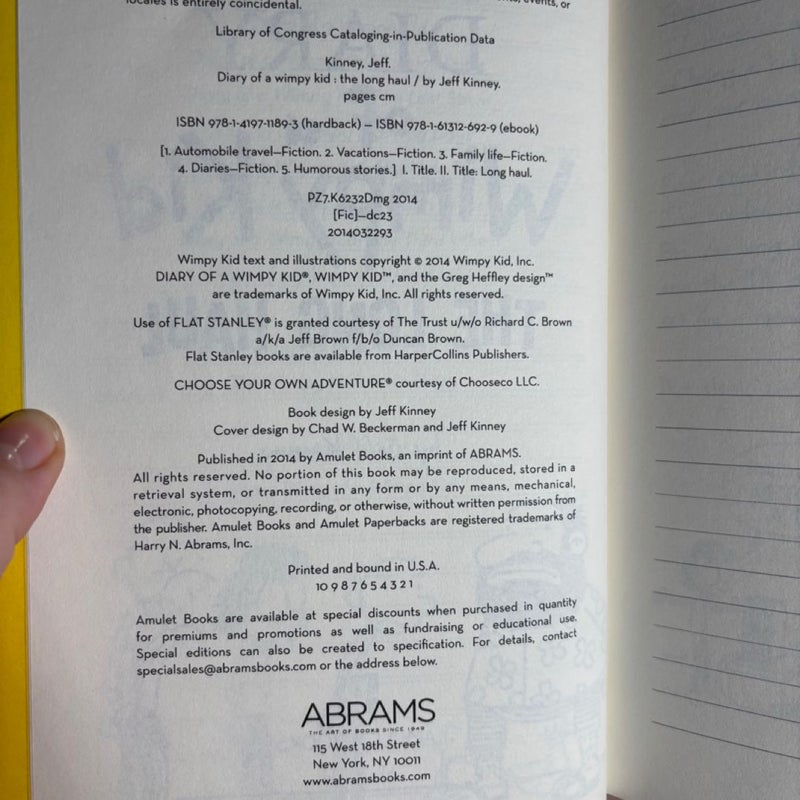 locales is entirely coincidental. events, or
Library of Congress Cataloging-in-Publication Data
Kinney, Jeff.
Diary of a wimpy kid : the long haul / by Jeff Kinney.
pages cm
ISBN 978-1-4197-1189-3 (hardback) — ISBN 978-1-61312-692-9 (ebook)
[1. Automobile travel—Fiction. 2. Vacations—Fiction. 3. Family life—Fiction.
4. Diaries—Fiction. 5. Humorous stories.] I. Title. II. Title: Long haul.
PZ7.K6232Dmg 2014
[Fic]—dc23
2014032293
Wimpy Kid text and illustrations copyright © 2014 Wimpy Kid, Inc.
DIARY OF A WIMPY KID®, WIMPY KID™, and the Greg Heffley design™
are trademarks of Wimpy Kid, Inc. All rights reserved.
Use of FLAT STANLEY® is granted courtesy of The Trust u/w/o Richard C. Brown
a/k/a Jeff Brown f/b/o Duncan Brown.
Flat Stanley books are available from HarperCollins Publishers.
CHOOSE YOUR OWN ADVENTURE® courtesy of Chooseco LLC.
Book design by Jeff Kinney
Cover design by Chad W. Beckerman and Jeff Kinney
Published in 2014 by Amulet Books, an imprint of ABRAMS.
All rights reserved. No portion of this book may be reproduced, stored in a
retrieval system, or transmitted in any form or by any means, mechanical,
electronic, photocopying, recording, or otherwise, without written permission from
the publisher. Amulet Books and Amulet Paperbacks are registered trademarks of
Harry N. Abrams, Inc.
Printed and bound in U.S.A.
10 9 8 7 6 5 4 3 2 1
Amulet Books are available at special discounts when purchased in quantity
for premiums and promotions as well as fundraising or educational use.
Special editions can also be created to specification. For details, contact
specialsales@abramsbooks.com or the address below.
ABRAMS
THE ART OF BOOKS SINCE 1949
115 West 18th Street
New York, NY 10011
www.abramsbooks.com